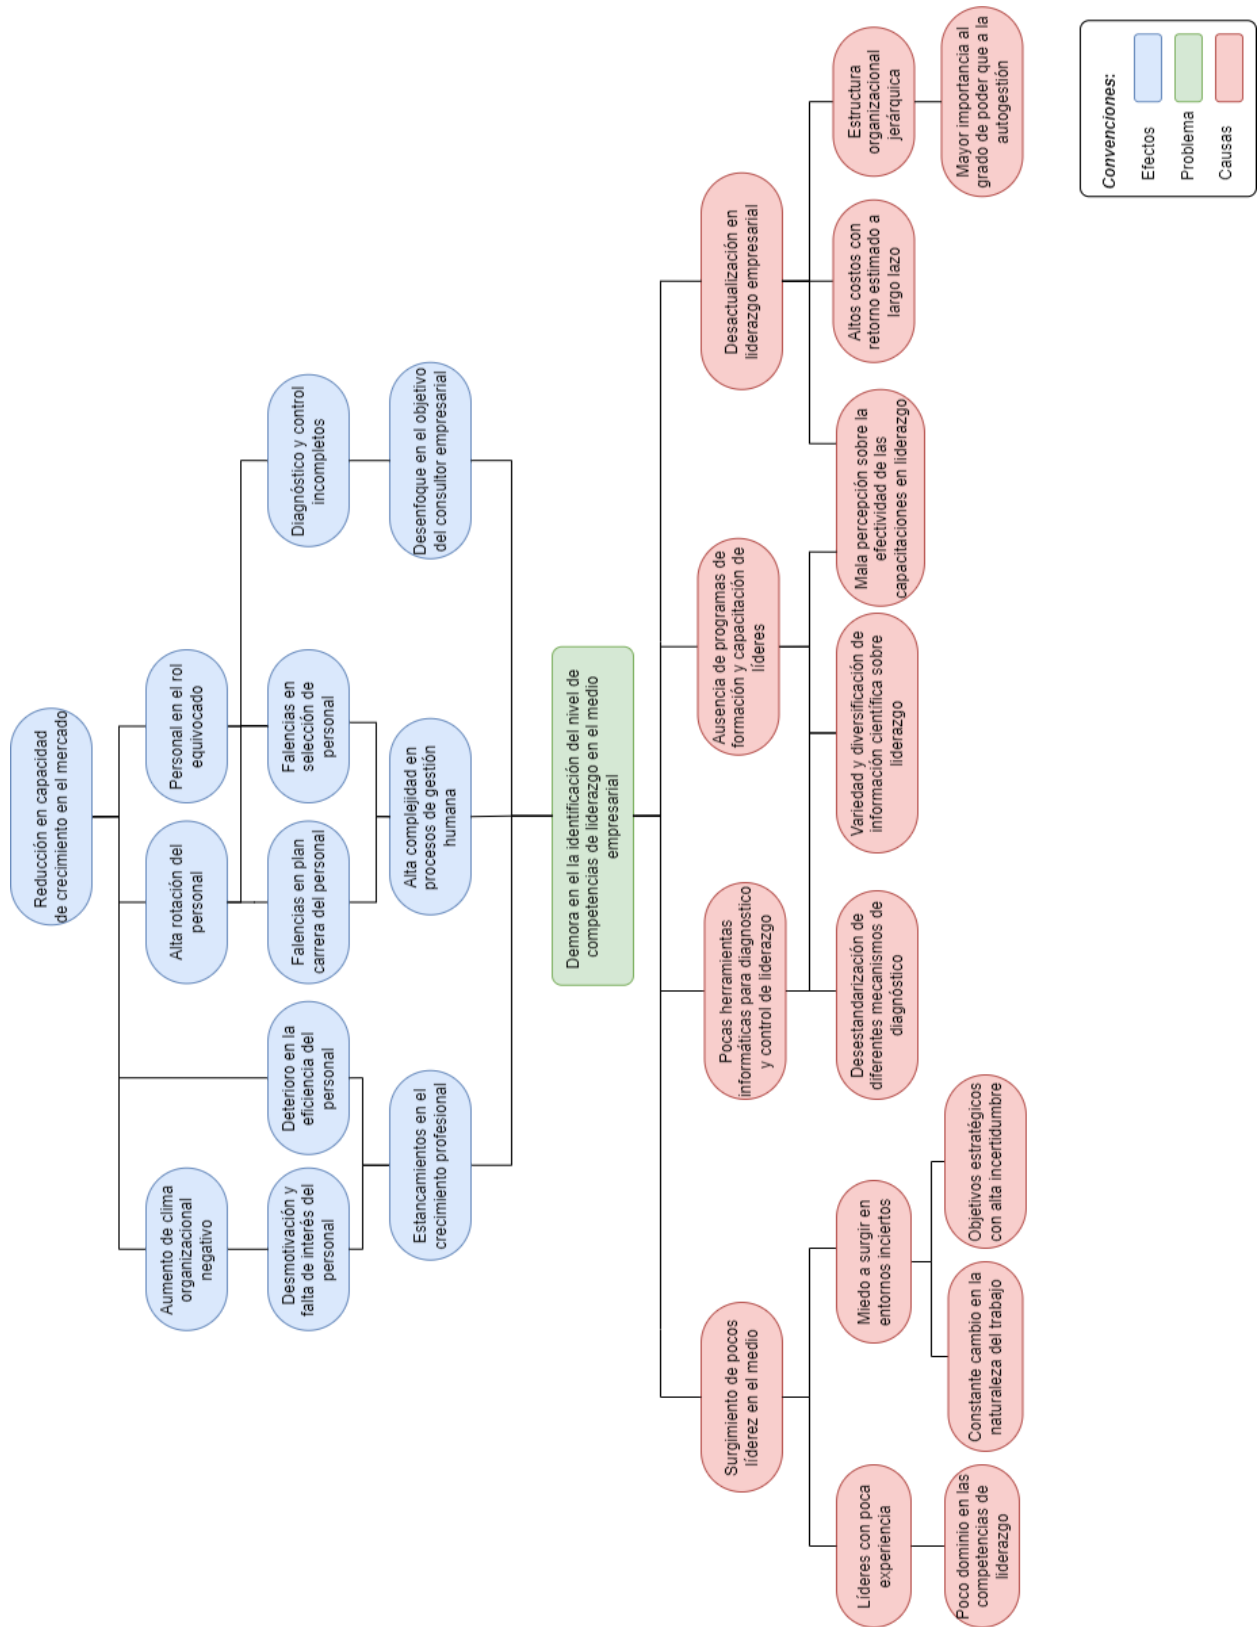 Reducción en capacidad
de crecimiento en el mercado
Aumento de clima
organizacional
negativo
Alta rotación del
personal
Personal en el rol
equivocado
Desmotivación y
falta de interés del
personal
Deterioro en la
eficiencia del
personal
Falencias en plan
carrera del personal
Falencias en
selección de
personal
Diagnóstico y control
incompletos
Estancamientos en el
crecimiento profesional
Alta complejidad en
procesos de gestión
humana
Desenfoque en el objetivo
del consultor empresarial
Demora en el la identificación del nivel de
competencias de liderazgo en el medio
empresarial
Surgimiento de pocos
líderez en el medio
Pocas herramientas
informáticas para diagnostico
y control de liderazgo
Ausencia de programas de
formación y capacitación de
líderes
Desactualización en
liderazgo empresarial
Líderes con poca
experiencia
Miedo a surgir en
entornos inciertos
Desestandarización de
diferentes mecanismos de
diagnóstico
Variedad y diversificación de
información científica sobre
liderazgo
Mala percepción sobre la
efectividad de las
capacitaciones en liderazgo
Altos costos con
retorno estimado a
largo lazo
Estructura
organizacional
jerárquica
Poco dominio en las
competencias de
liderazgo
Constante cambio en la
naturaleza del trabajo
Objetivos estratégicos
con alta incertidumbre
Mayor importancia al
grado de poder que a la
autogestión
Convenciones:
Efectos
Problema
Causas